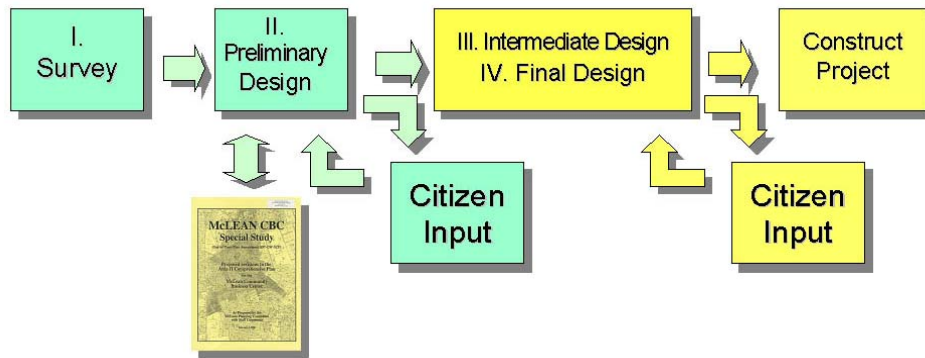 I.
Survey
II.
Preliminary
Design
III. Intermediate Design
IV. Final Design
Construct
Project
Citizen
Input
Citizen
Input
McLEAN CBC
Special Study